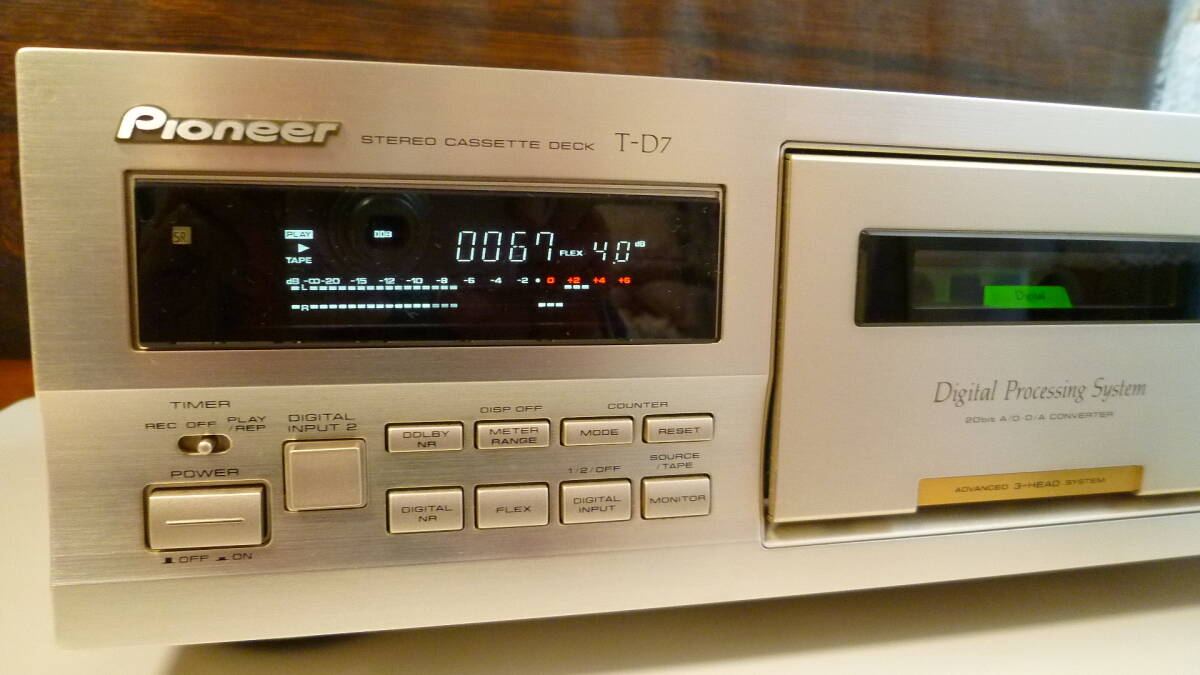 Pioneer STEREO CASSETTE DECK T-D7
SR PLAY 009 0067 FLEX 4.0 dB
TAPE
dB -∞ -20 -15 -12 -10 -8 -6 -4 -2 • 0 +2 +4 +6
L
R
Digital
Digital Processing System
20bit A/D D/A CONVERTER
ADVANCED 3-HEAD SYSTEM
TIMER
REC OFF PLAY /REP
DIGITAL INPUT 2
DISP OFF
COUNTER
DOLBY NR
METER RANGE
MODE
RESET
POWER
OFF ON
1/2/OFF
SOURCE /TAPE
DIGITAL NR
FLEX
DIGITAL INPUT
MONITOR